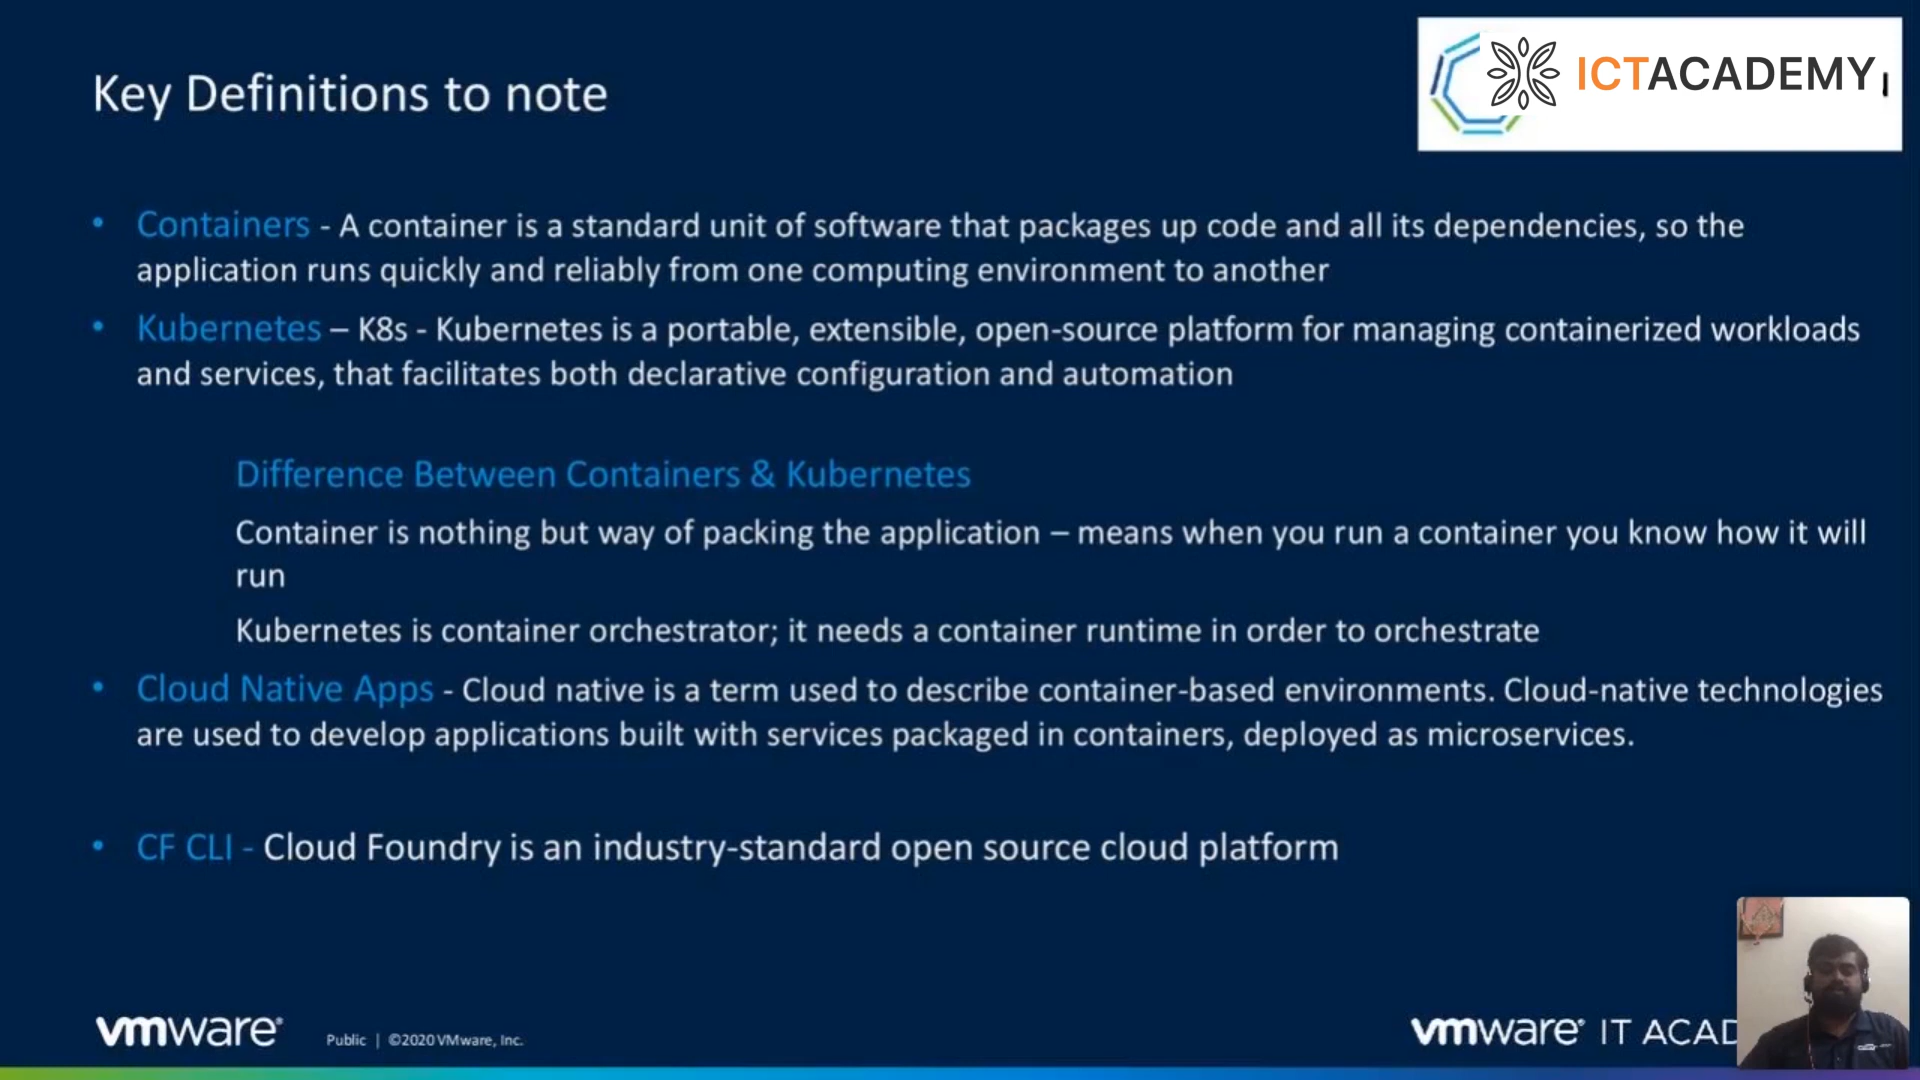 Key Definitions to note
ICTACADEMY
• Containers - A container is a standard unit of software that packages up code and all its dependencies, so the
application runs quickly and reliably from one computing environment to another
• Kubernetes – K8s - Kubernetes is a portable, extensible, open-source platform for managing containerized workloads
and services, that facilitates both declarative configuration and automation
Difference Between Containers & Kubernetes
Container is nothing but way of packing the application – means when you run a container you know how it will
run
Kubernetes is container orchestrator; it needs a container runtime in order to orchestrate
• Cloud Native Apps - Cloud native is a term used to describe container-based environments. Cloud-native technologies
are used to develop applications built with services packaged in containers, deployed as microservices.
• CF CLI - Cloud Foundry is an industry-standard open source cloud platform
vmware®
Public | ©2020 VMware, Inc.
vmware® IT ACAD